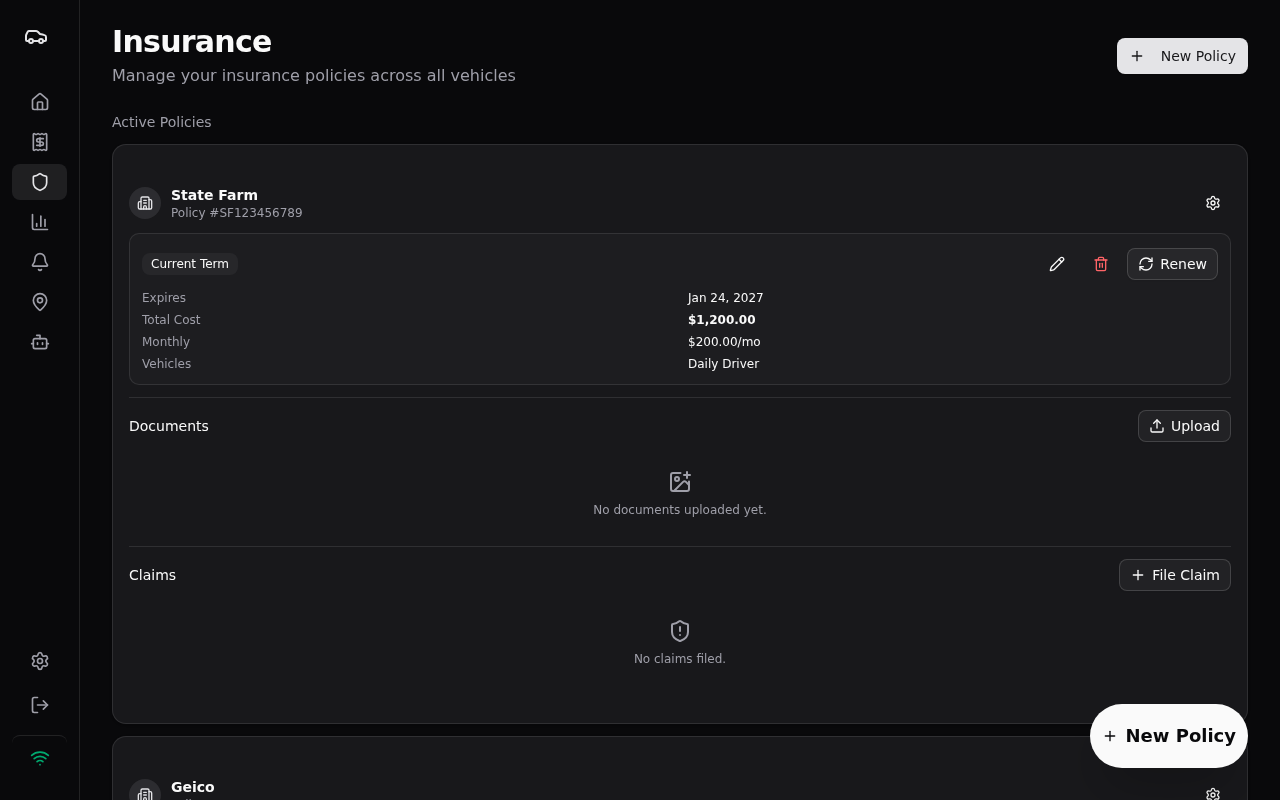 Insurance
Manage your insurance policies across all vehicles
New Policy
Active Policies
State Farm
Policy #SF123456789
Current Term
Renew
Expires Jan 24, 2027
Total Cost $1,200.00
Monthly $200.00/mo
Vehicles Daily Driver
Documents
Upload
No documents uploaded yet.
Claims
File Claim
No claims filed.
New Policy
Geico